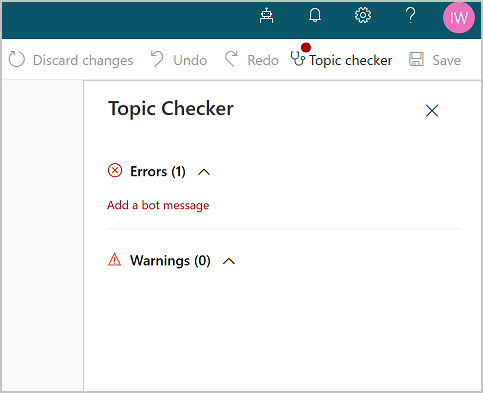 IW
Discard changes Undo Redo Topic checker Save
Topic Checker
Errors (1)
Add a bot message
Warnings (0)